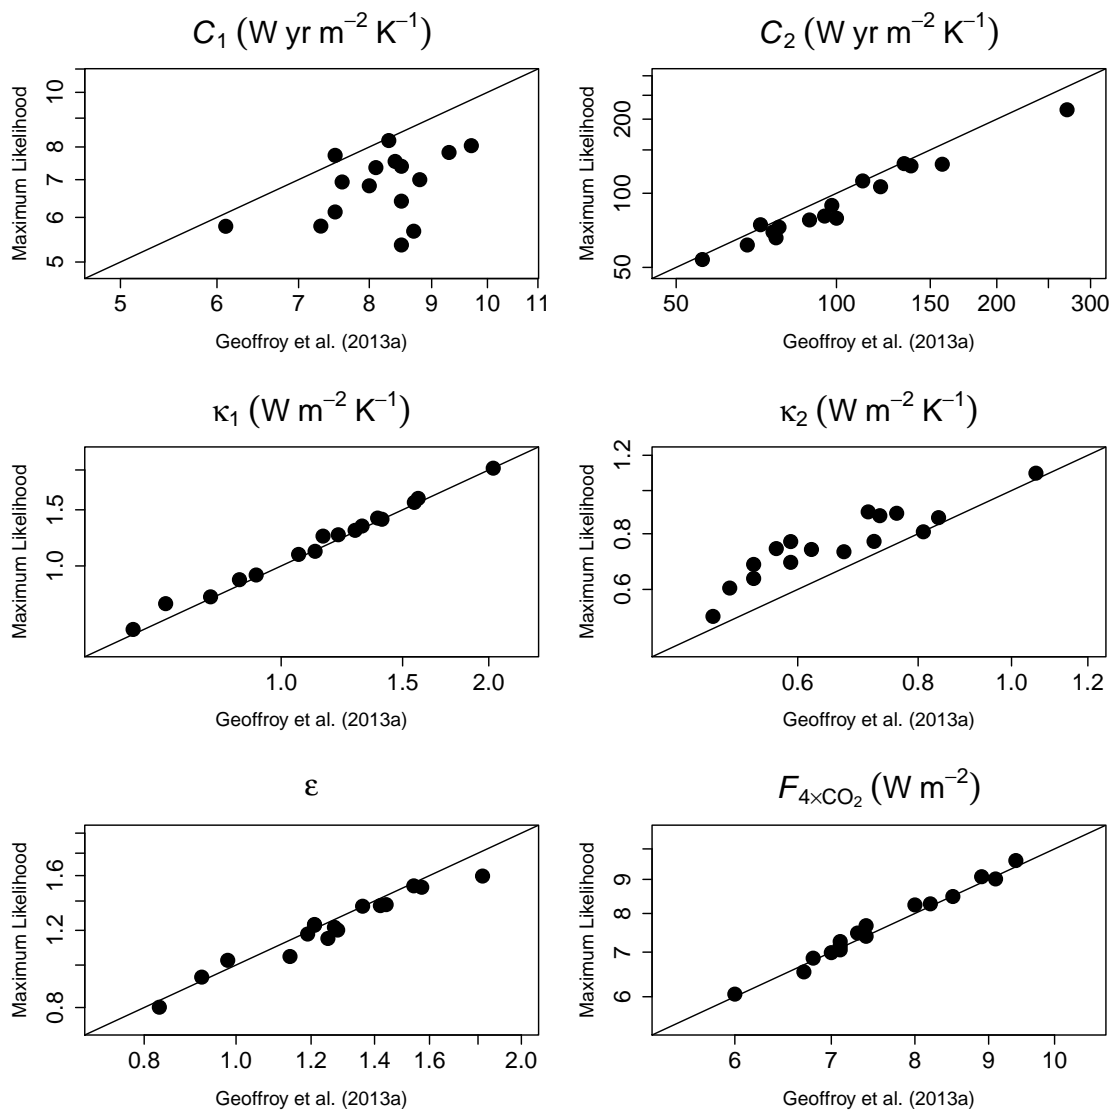 C₁ (W yr m⁻² K⁻¹)
Maximum Likelihood
5 6 7 8 10
5 6 7 8 9 10 11
Geoffroy et al. (2013a)
C₂ (W yr m⁻² K⁻¹)
Maximum Likelihood
50 100 200
50 100 150 200 300
Geoffroy et al. (2013a)
κ₁ (W m⁻² K⁻¹)
Maximum Likelihood
1.0 1.5
1.0 1.5 2.0
Geoffroy et al. (2013a)
κ₂ (W m⁻² K⁻¹)
Maximum Likelihood
0.6 0.8 1.2
0.6 0.8 1.0 1.2
Geoffroy et al. (2013a)
ε
Maximum Likelihood
0.8 1.2 1.6
0.8 1.0 1.2 1.4 1.6 2.0
Geoffroy et al. (2013a)
F₄×CO₂ (W m⁻²)
Maximum Likelihood
6 7 8 9
6 7 8 9 10
Geoffroy et al. (2013a)